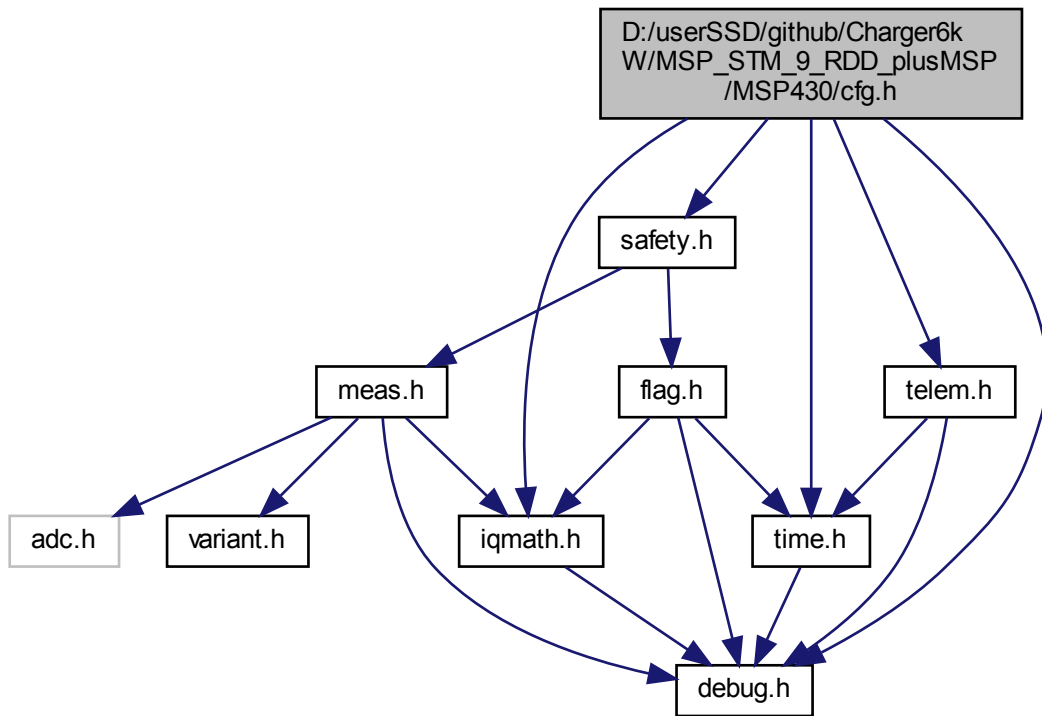 D:/userSSD/github/Charger6k
W/MSP_STM_9_RDD_plusMSP
/MSP430/cfg.h
safety.h
meas.h
flag.h
telem.h
adc.h
variant.h
iqmath.h
time.h
debug.h